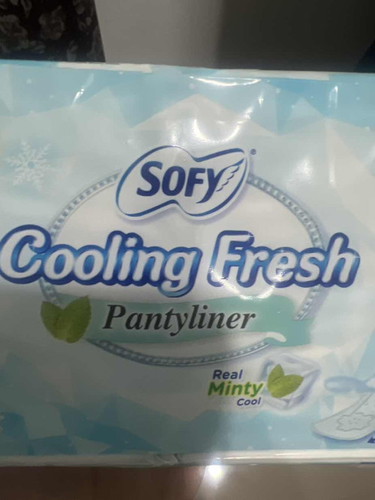 SOFY
Cooling Fresh
Pantyliner
Real
Minty
Cool